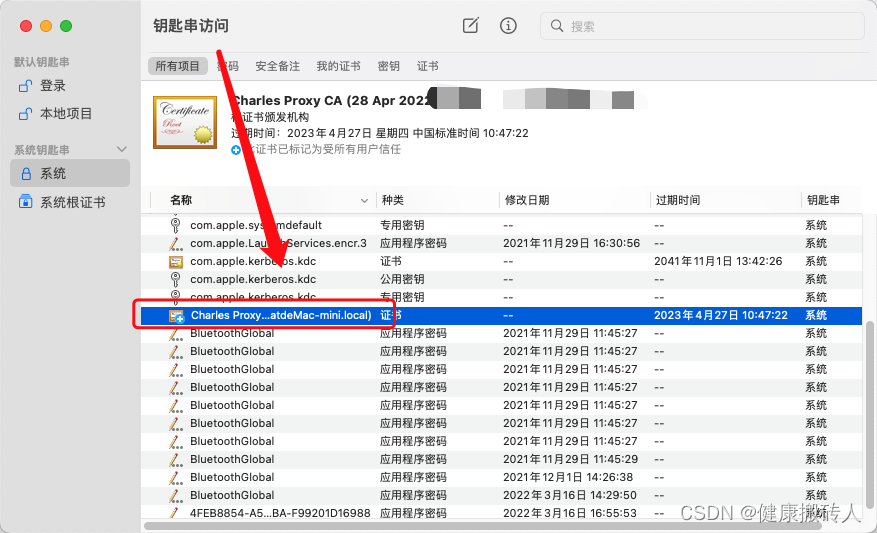 钥匙串访问
搜索
默认钥匙串
登录
本地项目
系统钥匙串
系统
系统根证书
所有项目 密码 安全备注 我的证书 密钥 证书
Certificate
Root
Charles Proxy CA (28 Apr 2022
根证书颁发机构
过期时间: 2023年4月27日 星期四 中国标准时间 10:47:22
此证书已标记为受所有用户信任
名称 种类 修改日期 过期时间 钥匙串
com.apple.systemdefault 专用密钥 -- -- 系统
com.apple.LaunchServices.encr.3 应用程序密码 2021年11月29日 16:30:56 -- 系统
com.apple.kerberos.kdc 证书 -- 2041年11月1日 13:42:26 系统
com.apple.kerberos.kdc 公用密钥 -- -- 系统
com.apple.kerberos.kdc 专用密钥 -- -- 系统
Charles Proxy...atdeMac-mini.local) 证书 -- 2023年4月27日 10:47:22 系统
BluetoothGlobal 应用程序密码 2021年11月29日 11:45:27 -- 系统
BluetoothGlobal 应用程序密码 2021年11月29日 11:45:27 -- 系统
BluetoothGlobal 应用程序密码 2021年11月29日 11:45:27 -- 系统
BluetoothGlobal 应用程序密码 2021年11月29日 11:45:27 -- 系统
BluetoothGlobal 应用程序密码 2021年11月29日 11:45:27 -- 系统
BluetoothGlobal 应用程序密码 2021年11月29日 11:45:27 -- 系统
BluetoothGlobal 应用程序密码 2021年11月29日 11:45:27 -- 系统
BluetoothGlobal 应用程序密码 2021年11月29日 11:45:29 -- 系统
BluetoothGlobal 应用程序密码 2021年12月1日 14:26:38 -- 系统
BluetoothGlobal 应用程序密码 2022年3月16日 14:29:50 -- 系统
4FEB8854-A5...BA-F99201D16988 应用程序密码 2022年3月16日 16:55:53 -- 系统
CSDN @健康搬砖人